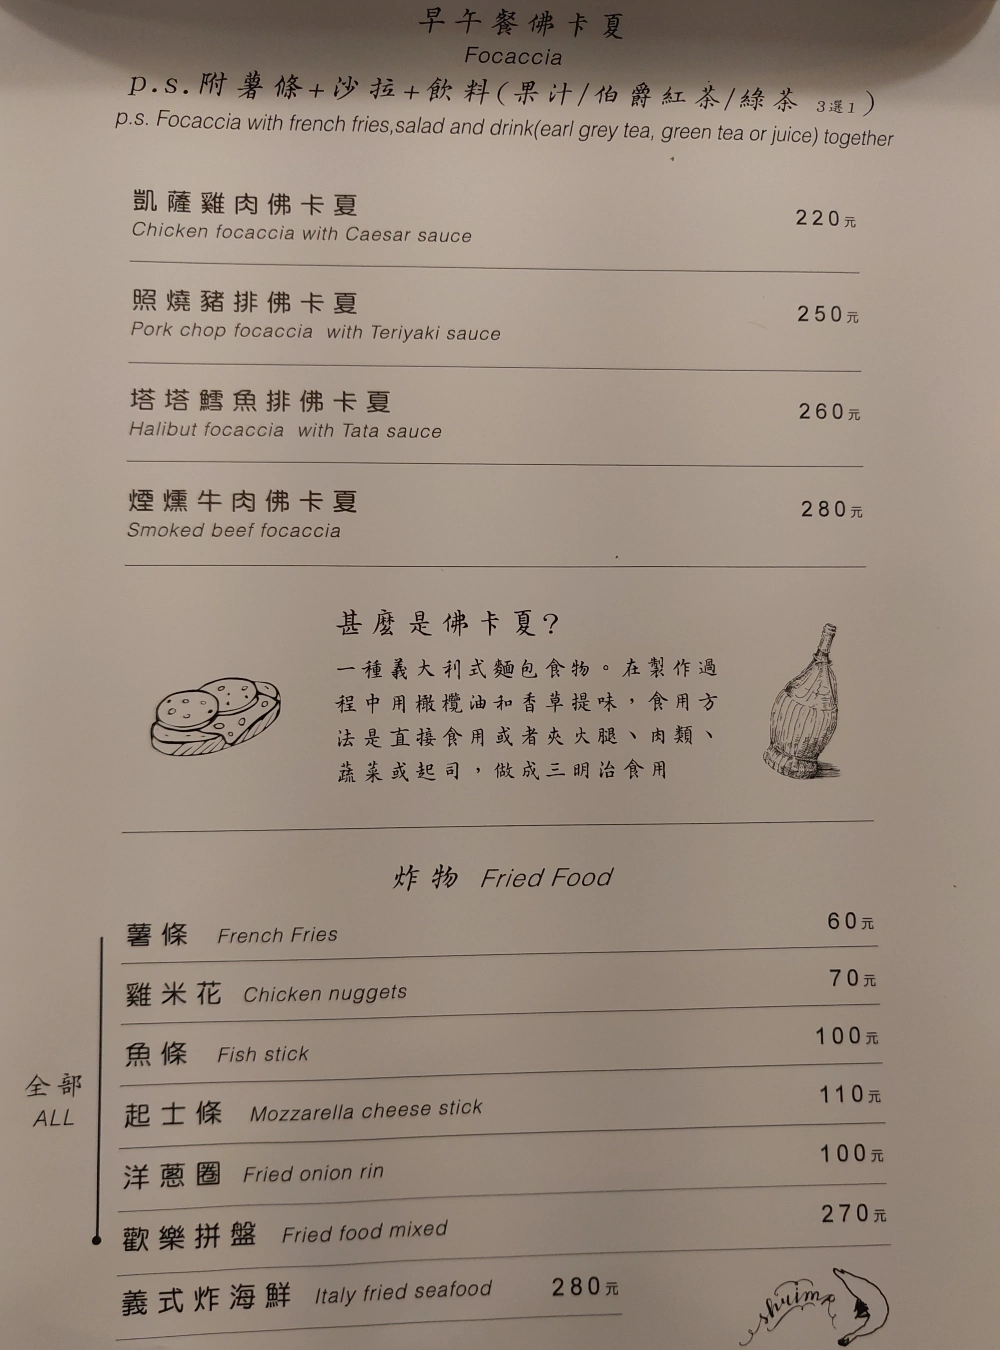 早午餐佛卡夏
Focaccia
p.s.附薯條+沙拉+飲料(果汁/伯爵紅茶/綠茶 3選1)
p.s. Focaccia with french fries,salad and drink(earl grey tea, green tea or juice) together
凱薩雞肉佛卡夏 220元
Chicken focaccia with Caesar sauce
照燒豬排佛卡夏 250元
Pork chop focaccia with Teriyaki sauce
塔塔鱈魚排佛卡夏 260元
Halibut focaccia with Tata sauce
煙燻牛肉佛卡夏 280元
Smoked beef focaccia
甚麼是佛卡夏?
一種義大利式麵包食物。在製作過
程中用橄欖油和香草提味，食用方
法是直接食用或者夾火腿、肉類、
蔬菜或起司，做成三明治食用
炸物 Fried Food
薯條 French Fries 60元
雞米花 Chicken nuggets 70元
魚條 Fish stick 100元
全部
ALL
起士條 Mozzarella cheese stick 110元
洋蔥圈 Fried onion rin 100元
歡樂拼盤 Fried food mixed 270元
義式炸海鮮 Italy fried seafood 280元
shrimp